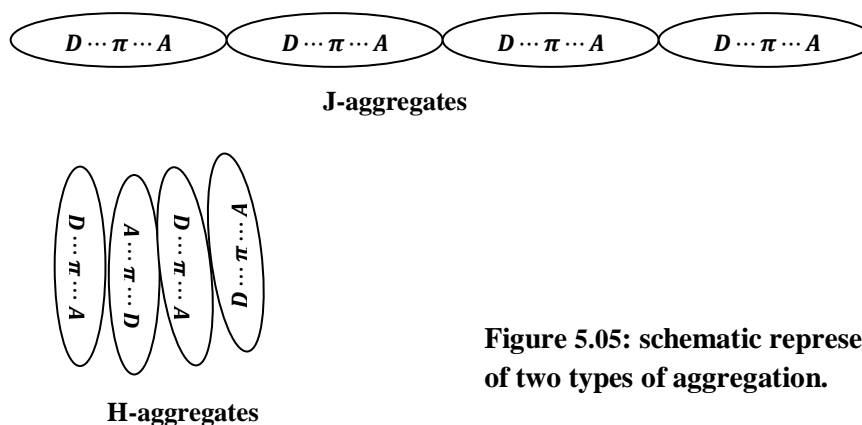 D ⋯ π ⋯ A D ⋯ π ⋯ A D ⋯ π ⋯ A D ⋯ π ⋯ A
J-aggregates
D ⋯ π ⋯ A
A ⋯ π ⋯ D
D ⋯ π ⋯ A
D ⋯ π ⋯ A
Figure 5.05: schematic represe
of two types of aggregation.
H-aggregates